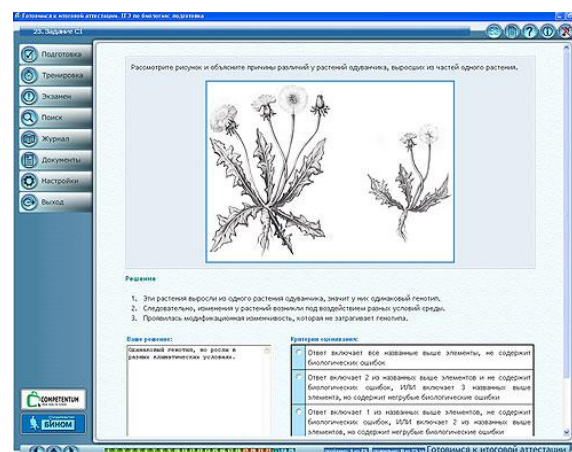 Готовимся к итоговой аттестации. ЕГЭ по биологии: подготовка
23. Задание С1
Подготовка
Тренировка
Экзамен
Поиск
Журнал
Документы
Настройки
Выход
Рассмотрите рисунок и объясните причины различий у растений одуванчика, выросших из частей одного растения.
Решение
1. Эти растения выросли из одного растения одуванчика, значит у них одинаковый генотип.
2. Следовательно, изменения у растений возникли под воздействием разных условий среды.
3. Проявилась модификационная изменчивость, которая не затрагивает генотипа.
Ваше решение:
Одинаковый генотип, но росли в
разных климатических условиях.
Критерии оценивания:
Ответ включает все названные выше элементы, не содержит
биологических ошибок
Ответ включает 2 из названных выше элементов и не содержит
биологических ошибок, ИЛИ включает 3 названных выше
элемента, но содержит негрубые биологические ошибки
Ответ включает 1 из названных выше элементов, не содержит
биологических ошибок, ИЛИ включает 2 из названных выше
элементов, но содержит негрубые биологические ошибки
COMPETENTUM
БИНОМ
Готовимся к итоговой аттестации